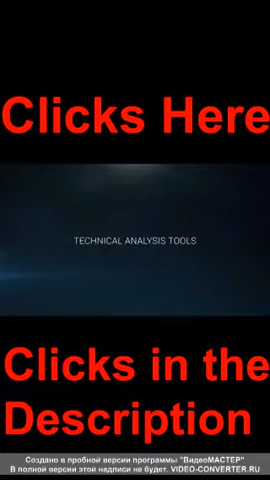 Clicks Here
TECHNICAL ANALYSIS TOOLS
Clicks in the
Description
Создано в пробной версии программы "ВидеоМАСТЕР"
В полной версии этой надписи не будет. VIDEO-CONVERTER.RU